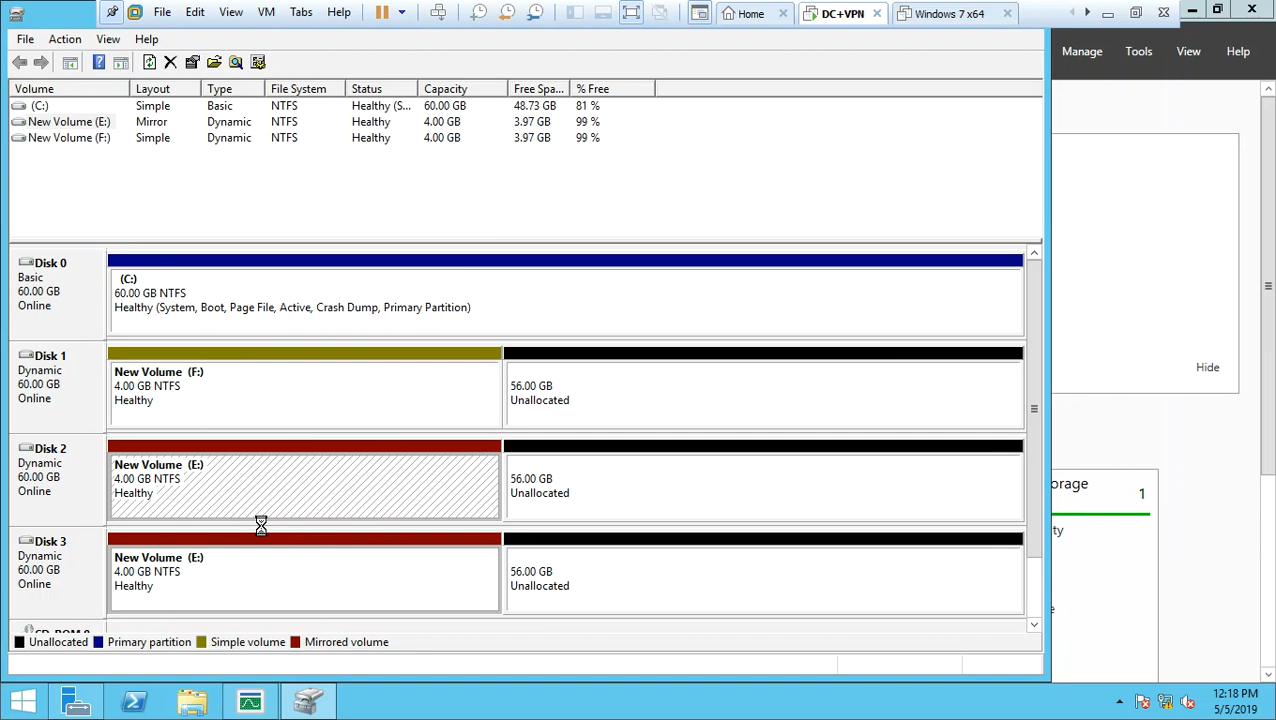 File Edit View VM Tabs Help Home DC+VPN Windows 7 x64
File Action View Help
Manage Tools View Help
Volume Layout Type File System Status Capacity Free Spa... % Free
(C:) Simple Basic NTFS Healthy (S... 60.00 GB 48.73 GB 81 %
New Volume (E:) Mirror Dynamic NTFS Healthy 4.00 GB 3.97 GB 99 %
New Volume (F:) Simple Dynamic NTFS Healthy 4.00 GB 3.97 GB 99 %
Disk 0
Basic
60.00 GB
Online
(C:)
60.00 GB NTFS
Healthy (System, Boot, Page File, Active, Crash Dump, Primary Partition)
Disk 1
Dynamic
60.00 GB
Online
New Volume (F:)
4.00 GB NTFS
Healthy
56.00 GB
Unallocated
Hide
Disk 2
Dynamic
60.00 GB
Online
New Volume (E:)
4.00 GB NTFS
Healthy
56.00 GB
Unallocated
orage 1
ty
Disk 3
Dynamic
60.00 GB
Online
New Volume (E:)
4.00 GB NTFS
Healthy
56.00 GB
Unallocated
s
CD-ROM 0
Unallocated Primary partition Simple volume Mirrored volume
12:18 PM
5/5/2019